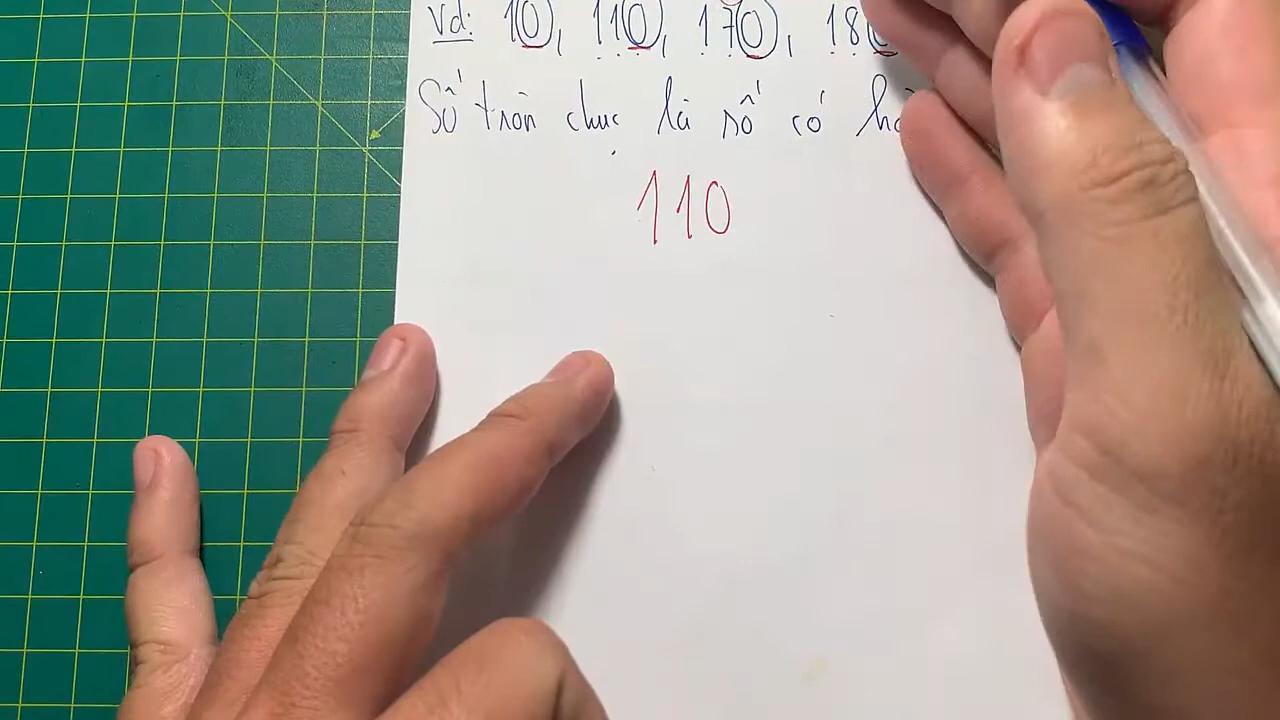 Vd: 10, 110, 170, 18
Số tròn chục là số có
110